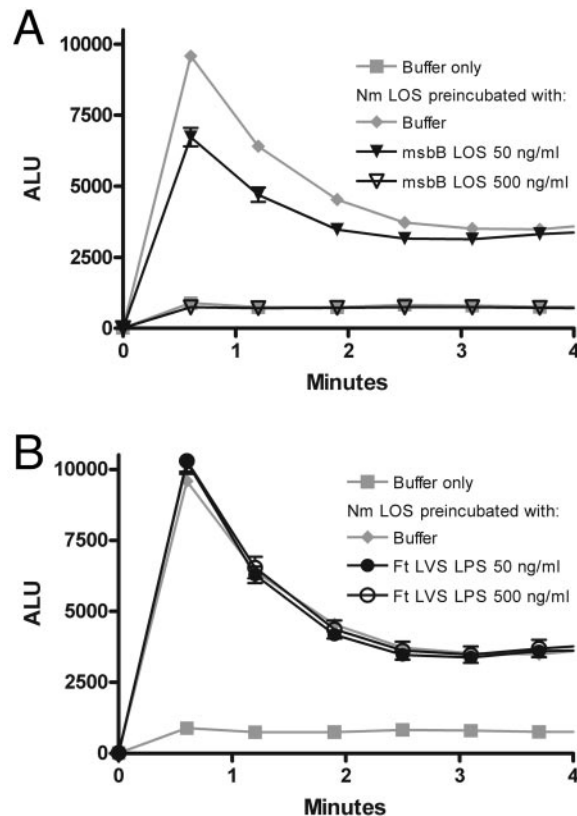 A
10000
7500
5000
2500
0
ALU
Buffer only
Nm LOS preincubated with:
Buffer
msbB LOS 50 ng/ml
msbB LOS 500 ng/ml
0 1 2 3 4
Minutes
B
10000
7500
5000
2500
0
ALU
Buffer only
Nm LOS preincubated with:
Buffer
Ft LVS LPS 50 ng/ml
Ft LVS LPS 500 ng/ml
0 1 2 3 4
Minutes